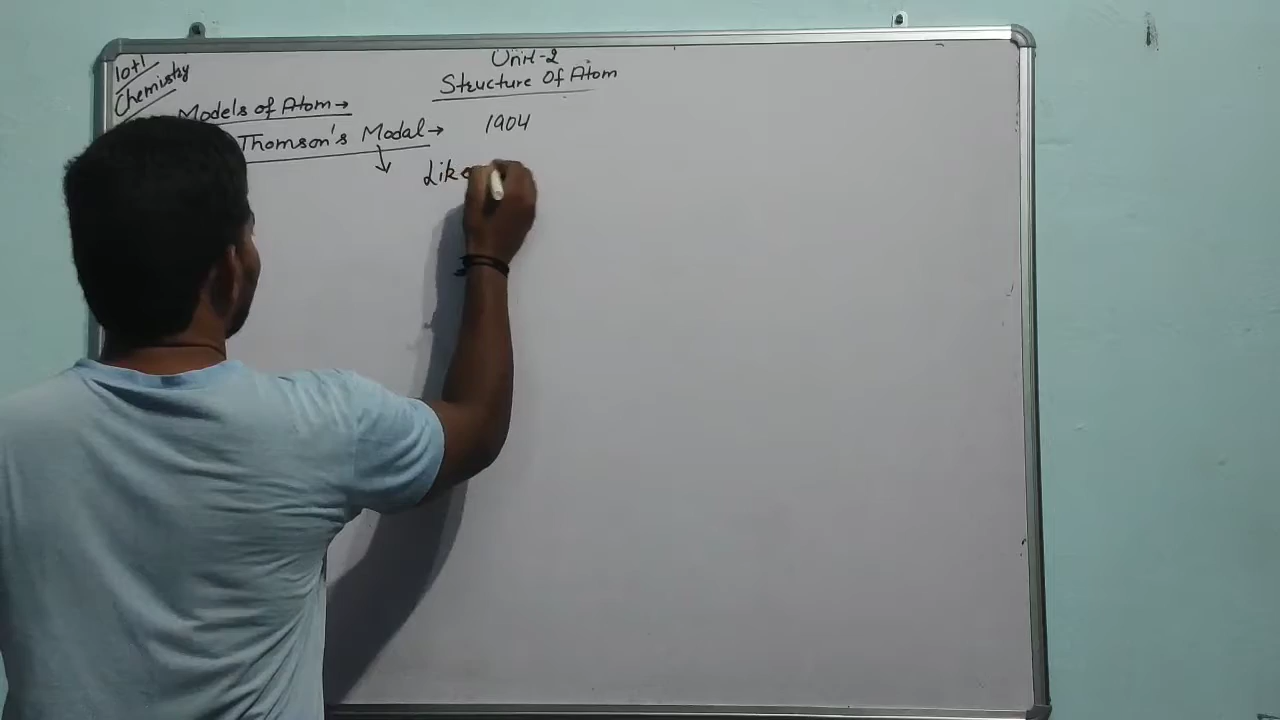 10+1
Chemistry
Unit-2
Structure Of Atom
Models of Atom→
Thomson's Modal→ 1904
Like